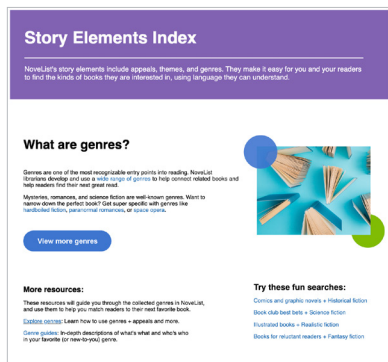 Story Elements Index
NoveList's story elements include appeals, themes, and genres. They make it easy for you and your readers
to find the kinds of books they are interested in, using language they can understand.
What are genres?
Genres are one of the most recognizable entry points into reading. NoveList
librarians develop and use a wide range of genres to help connect related books and
help readers find their next great read.
Mysteries, romances, and science fiction are well-known genres. Want to
narrow down the perfect book? Get super specific with genres like
hardboiled fiction, paranormal romances, or space opera.
View more genres
More resources:
These resources will guide you through the collected genres in NoveList,
and use them to help you match readers to their next favorite book.
Explore genres: Learn how to use genres + appeals and more.
Genre guides: In-depth descriptions of what's what and who's who
in your favorite (or new-to-you) genre.
Try these fun searches:
Comics and graphic novels + Historical fiction
Book club best bets + Science fiction
Illustrated books + Realistic fiction
Books for reluctant readers + Fantasy fiction